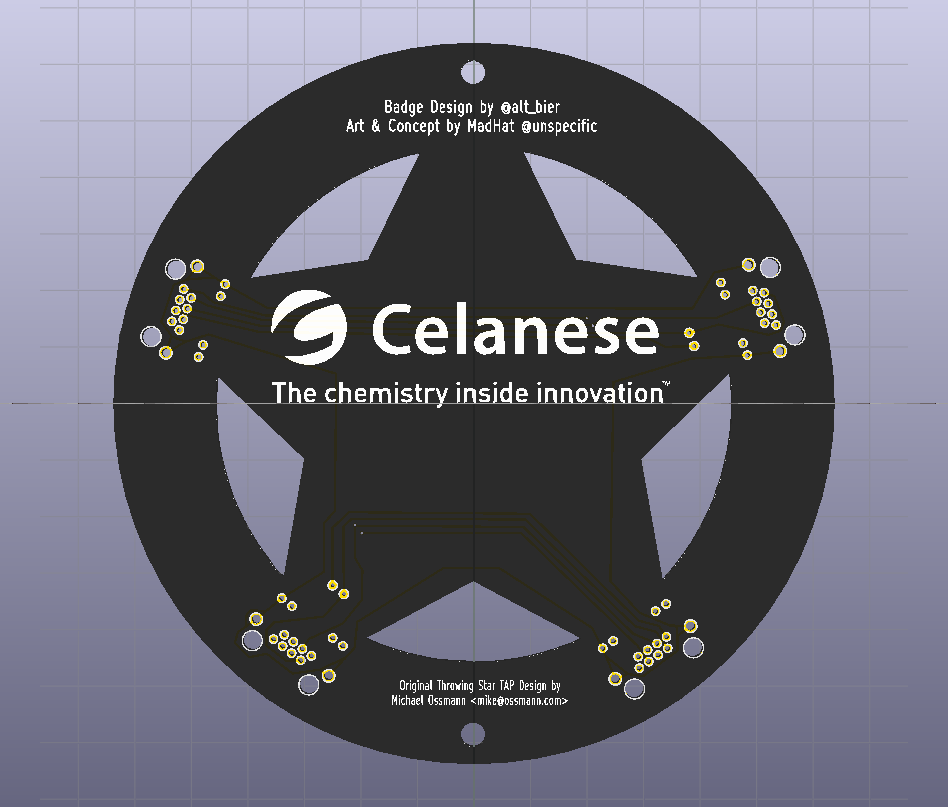 Badge Design by @alt_bier
Art & Concept by MadHat @unspecific
Celanese
The chemistry inside innovation™
Original Throwing Star TAP Design by
Michael Ossmann <mike@ossmann.com>